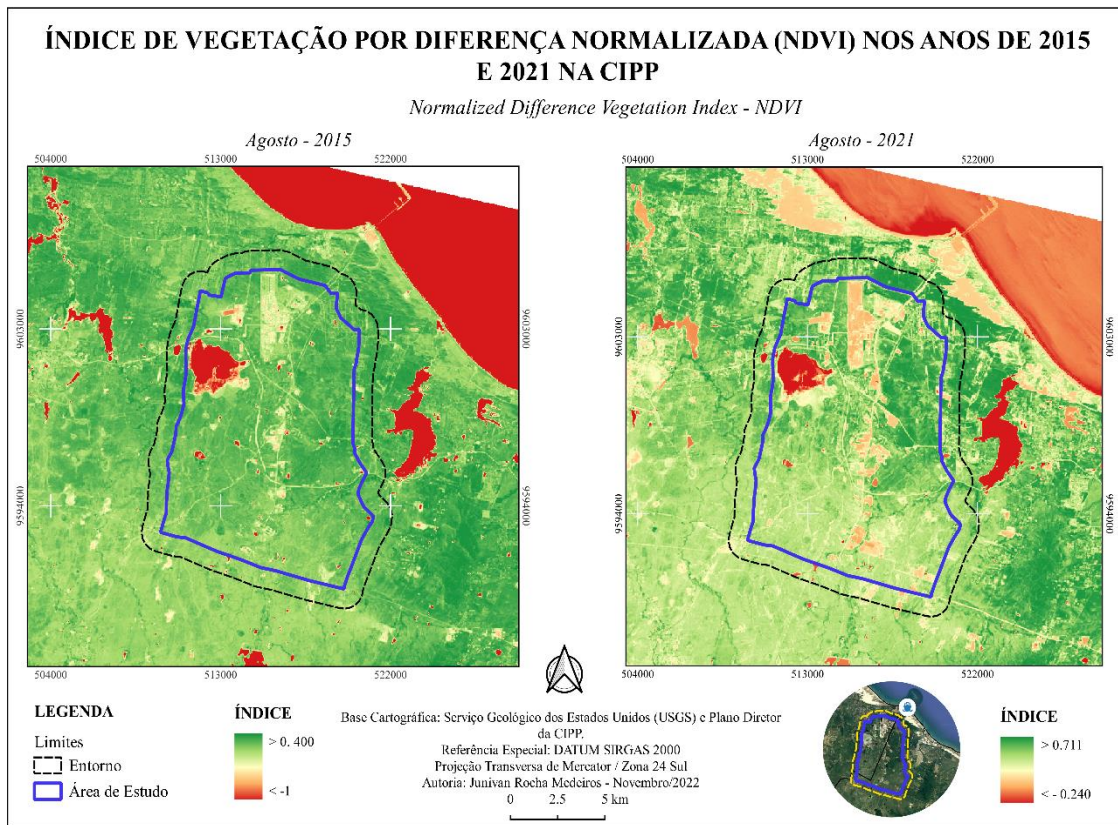 ÍNDICE DE VEGETAÇÃO POR DIFERENÇA NORMALIZADA (NDVI) NOS ANOS DE 2015
E 2021 NA CIPP
Normalized Difference Vegetation Index - NDVI
Agosto - 2015
504000 513000 522000
9603000
9594000
9603000
9594000
504000 513000 522000
Agosto - 2021
504000 513000 522000
9603000
9594000
9603000
9594000
504000 513000 522000
LEGENDA
Limites
Entorno
Área de Estudo
ÍNDICE
> 0. 400
< -1
Base Cartográfica: Serviço Geológico dos Estados Unidos (USGS) e Plano Diretor
da CIPP.
Referência Especial: DATUM SIRGAS 2000
Projeção Transversa de Mercator / Zona 24 Sul
Autoria: Junivan Rocha Medeiros - Novembro/2022
0 2.5 5 km
ÍNDICE
> 0.711
< - 0.240